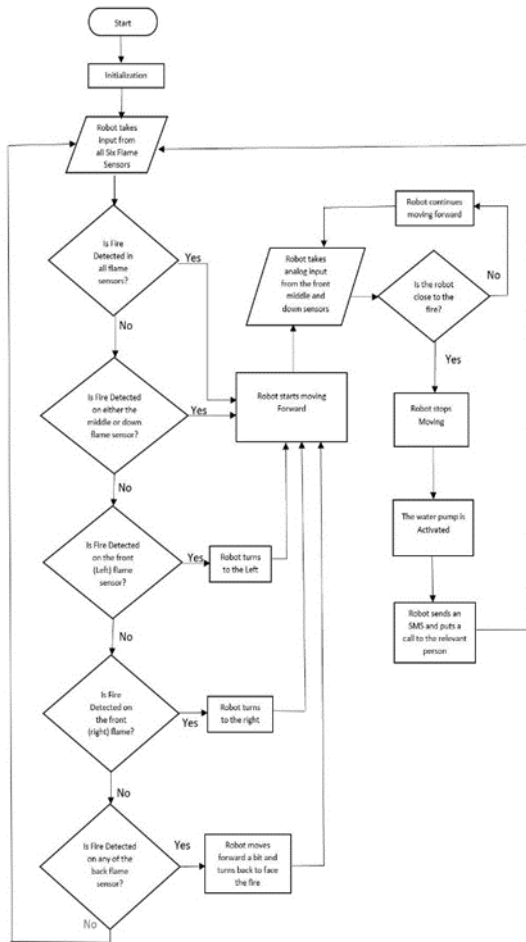 Start
Initialization
Robot takes
Input from
all Six Flame
Sensors
Is Fire
Detected in
all flame
sensors?
Yes
No
Is Fire Detected
on either the
middle or down
flame sensor?
Yes
No
Is Fire Detected
on the front
(Left) flame
sensor?
Yes
Robot turns
to the Left
No
Is Fire
Detected on
the front
(right) flame?
Yes
Robot turns
to the right
No
Is Fire Detected
on any of the
back flame
sensor?
Yes
Robot moves
forward a bit and
turns back to face
the fire
No
Robot starts moving
Forward
Robot takes
analog input
from the front
middle and
down sensors
Robot continues
moving forward
Is the robot
close to the
fire?
No
Yes
Robot stops
Moving
The water pump is
Activated
Robot sends an
SMS and puts a
call to the relevant
person